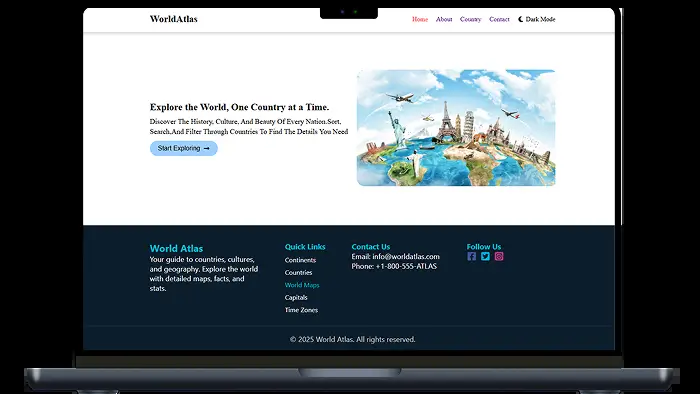 WorldAtlas
Home About Country Contact Dark Mode
Explore the World, One Country at a Time.
Discover The History, Culture, And Beauty Of Every Nation.Sort,
Search,And Filter Through Countries To Find The Details You Need
Start Exploring →
World Atlas
Your guide to countries, cultures,
and geography. Explore the world
with detailed maps, facts, and
stats.
Quick Links
Continents
Countries
World Maps
Capitals
Time Zones
Contact Us
Email: info@worldatlas.com
Phone: +1-800-555-ATLAS
Follow Us
© 2025 World Atlas. All rights reserved.